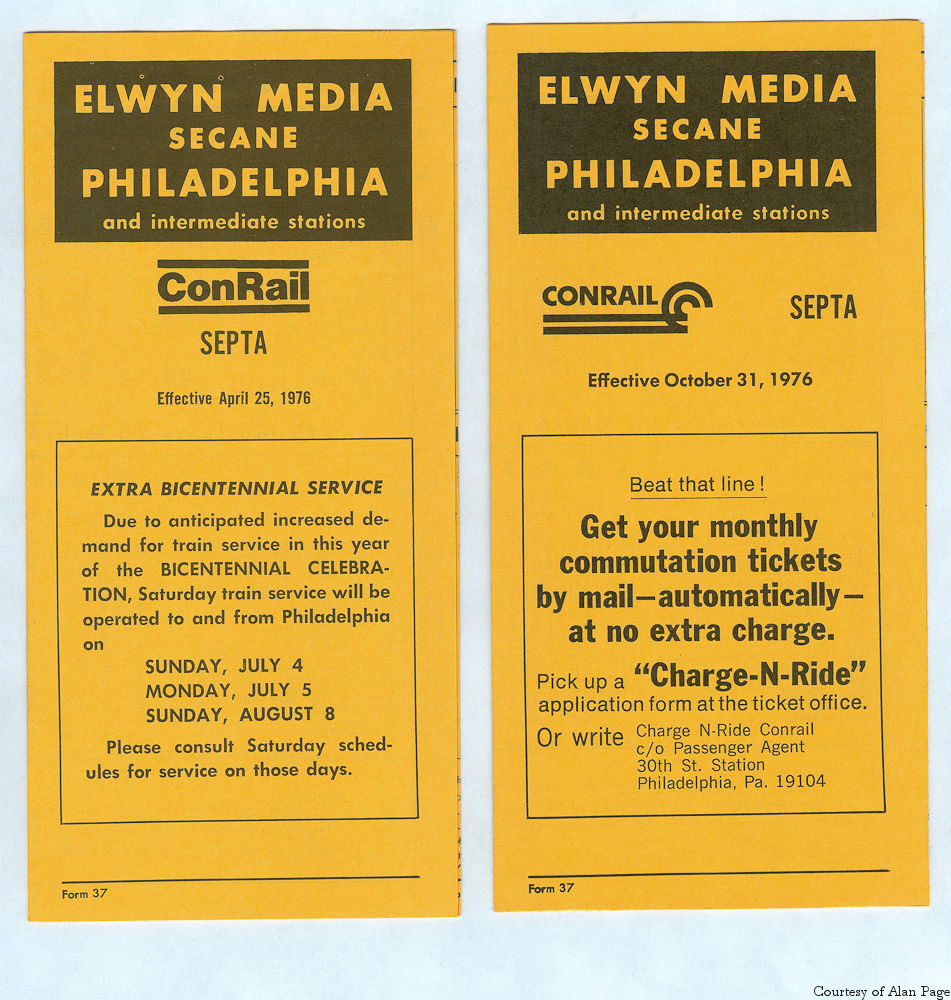 ELWYN MEDIA
SECANE
PHILADELPHIA
and intermediate stations
ConRail
SEPTA
Effective April 25, 1976
EXTRA BICENTENNIAL SERVICE
Due to anticipated increased de-
mand for train service in this year
of the BICENTENNIAL CELEBRA-
TION, Saturday train service will be
operated to and from Philadelphia
on
SUNDAY, JULY 4
MONDAY, JULY 5
SUNDAY, AUGUST 8
Please consult Saturday sched-
ules for service on those days.
Form 37
ELWYN MEDIA
SECANE
PHILADELPHIA
and intermediate stations
CONRAIL
SEPTA
Effective October 31, 1976
Beat that line!
Get your monthly
commutation tickets
by mail—automatically—
at no extra charge.
Pick up a "Charge-N-Ride"
application form at the ticket office.
Or write Charge N-Ride Conrail
c/o Passenger Agent
30th St. Station
Philadelphia, Pa. 19104
Form 37
Courtesy of Alan Page